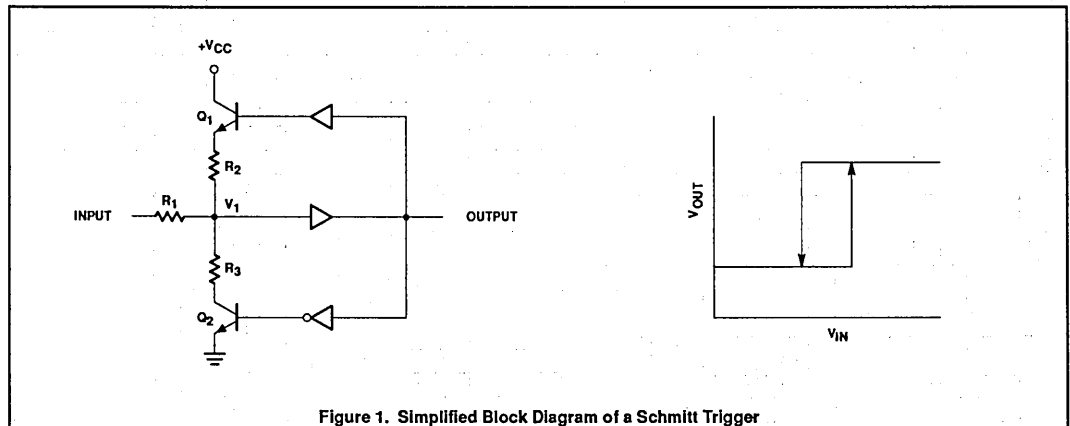 +VCC
Q1
R2
R1
V1
INPUT
OUTPUT
R3
Q2
VOUT
VIN
Figure 1. Simplified Block Diagram of a Schmitt Trigger